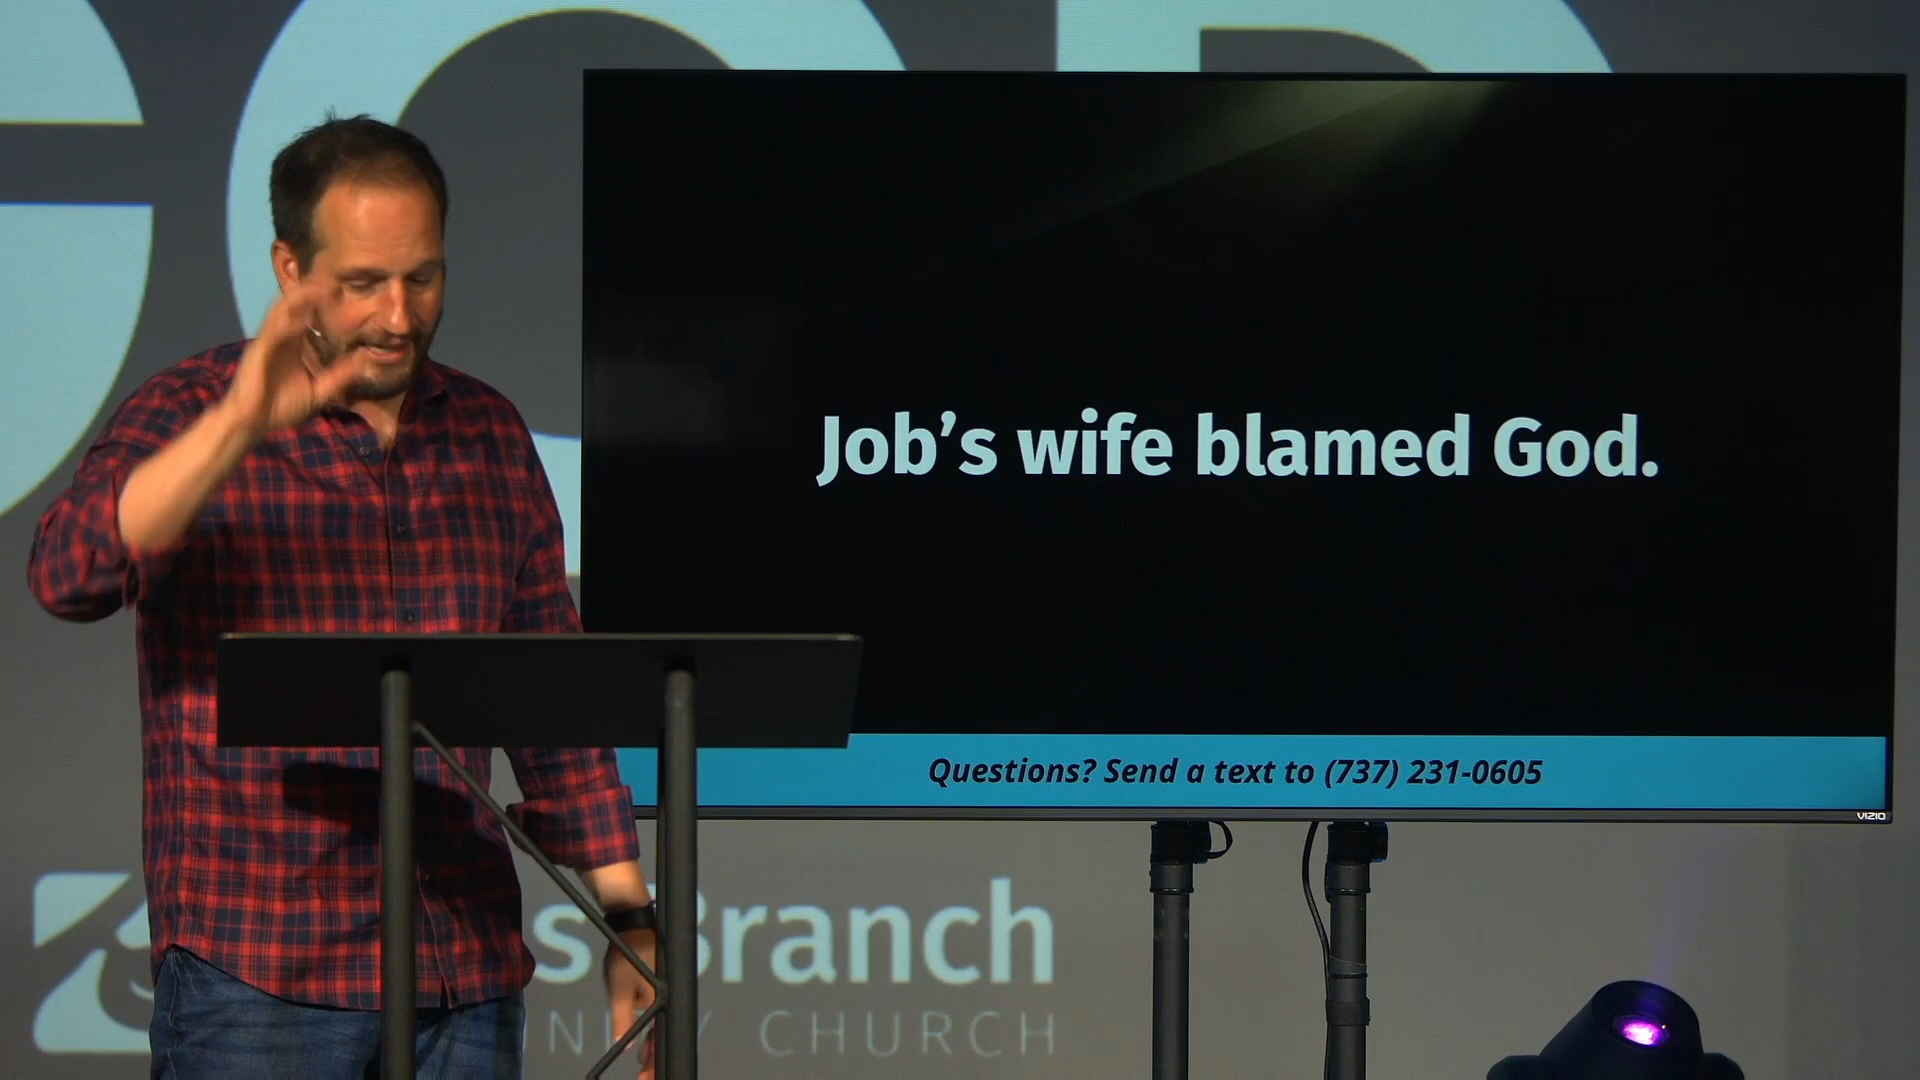 Job's wife blamed God.
Questions? Send a text to (737) 231-0605
VIZIO
Branch
CHURCH